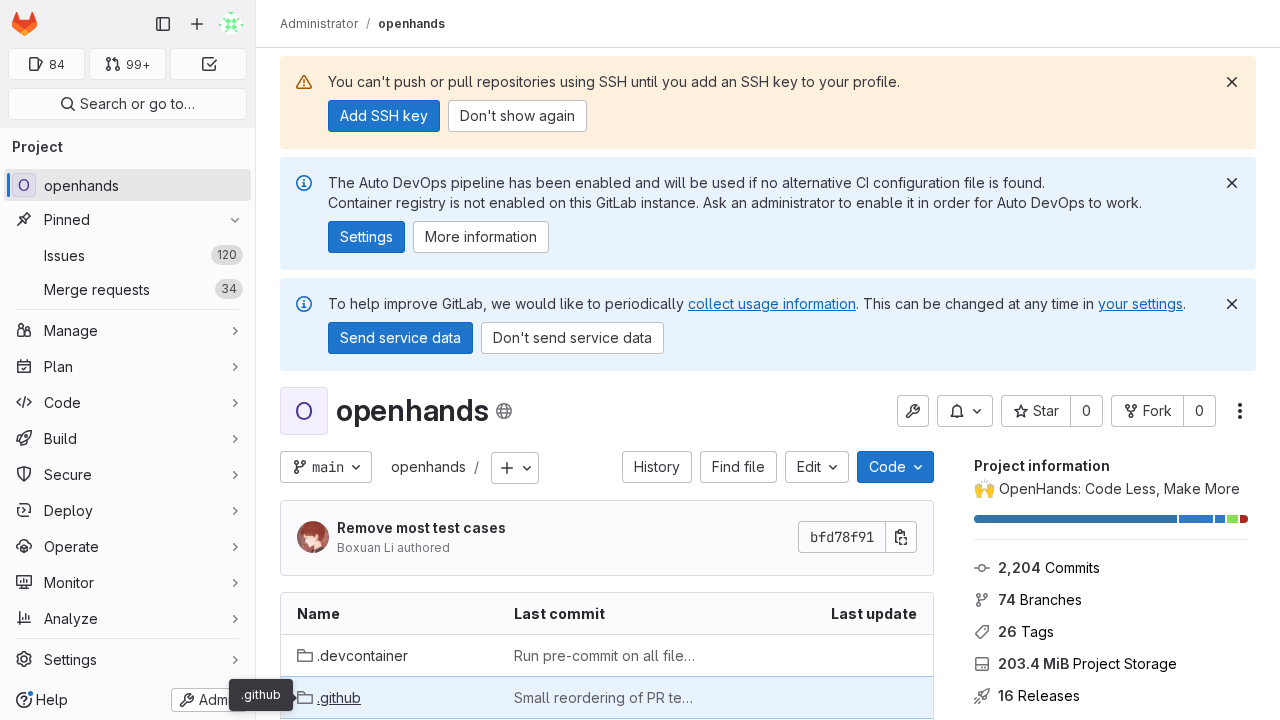 Administrator / openhands
84
99+
Search or go to…
Project
O openhands
Pinned
Issues 120
Merge requests 34
Manage
Plan
Code
Build
Secure
Deploy
Operate
Monitor
Analyze
Settings
Help
.github
You can't push or pull repositories using SSH until you add an SSH key to your profile.
Add SSH key Don't show again
The Auto DevOps pipeline has been enabled and will be used if no alternative CI configuration file is found.
Container registry is not enabled on this GitLab instance. Ask an administrator to enable it in order for Auto DevOps to work.
Settings More information
To help improve GitLab, we would like to periodically collect usage information. This can be changed at any time in your settings.
Send service data Don't send service data
O openhands
Star 0 Fork 0
main openhands / History Find file Edit Code
Remove most test cases
Boxuan Li authored
bfd78f91
Name Last commit Last update
.devcontainer Run pre-commit on all file…
.github Small reordering of PR te…
Project information
🙌 OpenHands: Code Less, Make More
2,204 Commits
74 Branches
26 Tags
203.4 MiB Project Storage
16 Releases